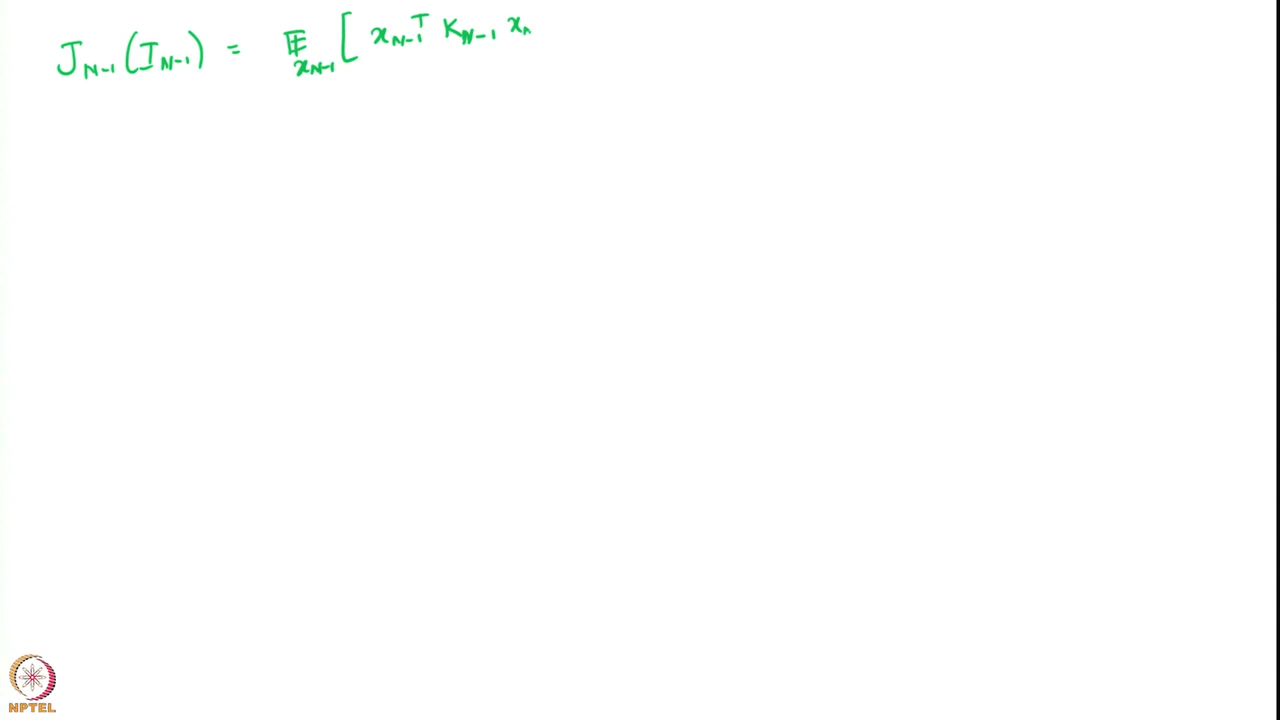 J_{N-1}(I_{N-1}) = 𝔼_{x_{N-1}} [ x_{N-1}^T K_{N-1} x
NPTEL